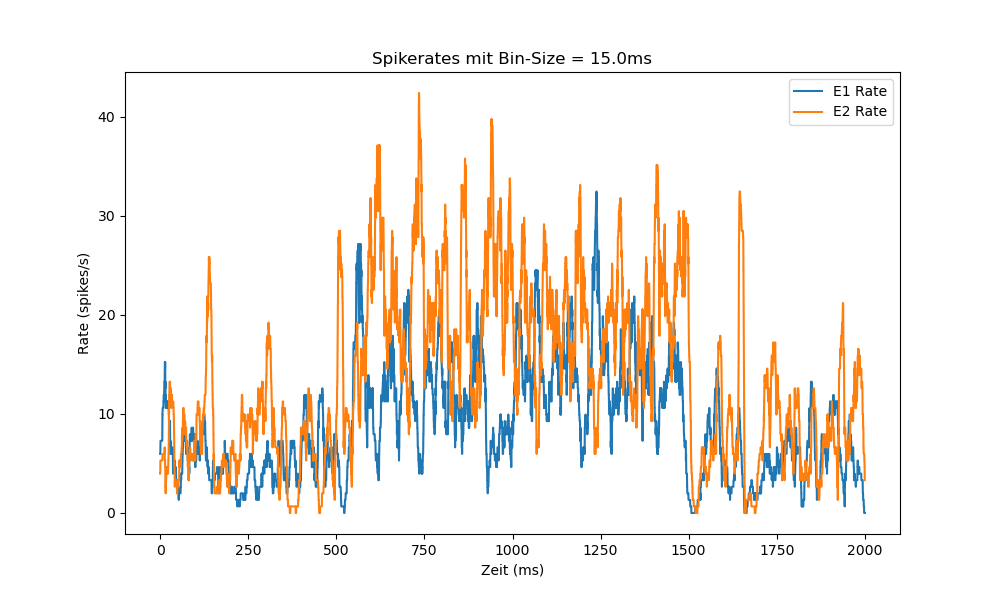 Spikerates mit Bin-Size = 15.0ms
E1 Rate
E2 Rate
40
30
20
10
0
Rate (spikes/s)
0 250 500 750 1000 1250 1500 1750 2000
Zeit (ms)